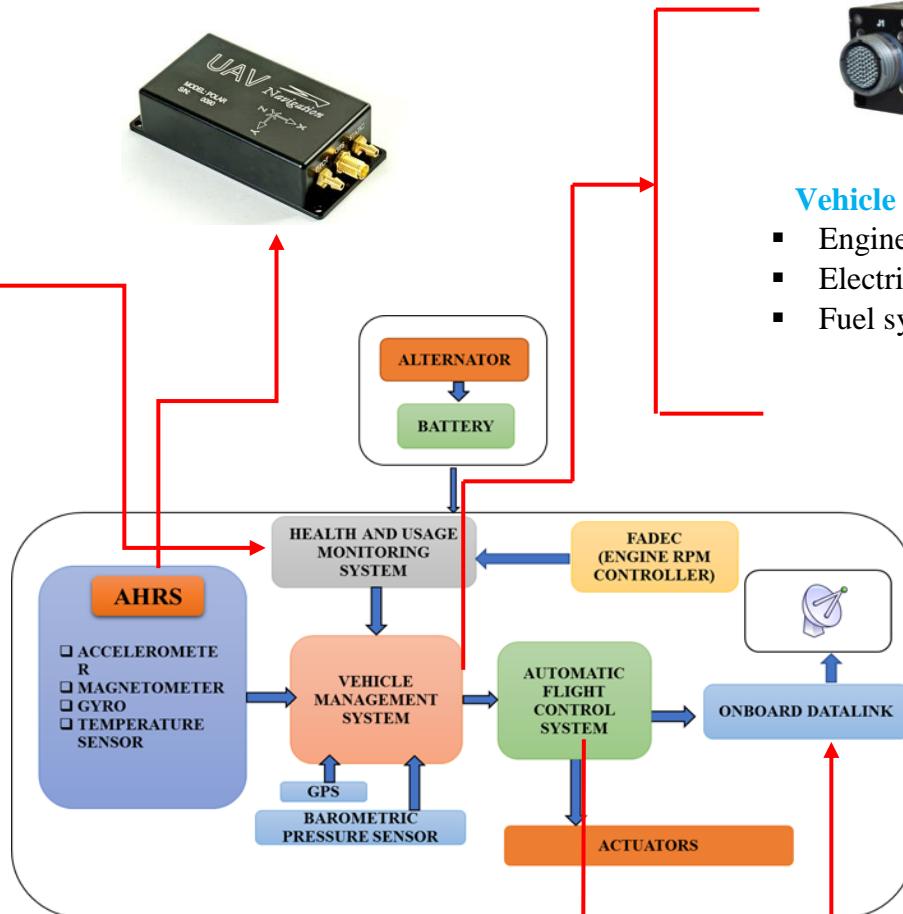 UAV
Navigation
MODEL: POLAR
S/N: 0090
N
X
Y
J1
Vehicle
▪ Engine
▪ Electri
▪ Fuel sy
ALTERNATOR
BATTERY
HEALTH AND USAGE
MONITORING
SYSTEM
FADEC
(ENGINE RPM
CONTROLLER)
AHRS
❑ ACCELEROMETE
R
❑ MAGNETOMETER
❑ GYRO
❑ TEMPERATURE
SENSOR
VEHICLE
MANAGEMENT
SYSTEM
AUTOMATIC
FLIGHT
CONTROL
SYSTEM
ONBOARD DATALINK
GPS
BAROMETRIC
PRESSURE SENSOR
ACTUATORS